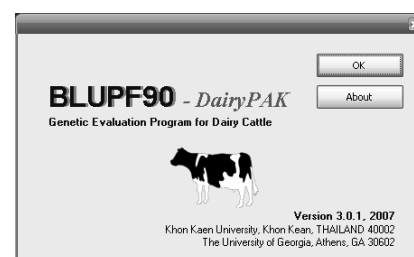 OK
BLUPF90 - DairyPAK
About
Genetic Evaluation Program for Dairy Cattle
Version 3.0.1, 2007
Khon Kaen University, Khon Kean, THAILAND 40002
The University of Georgia, Athens, GA 30602